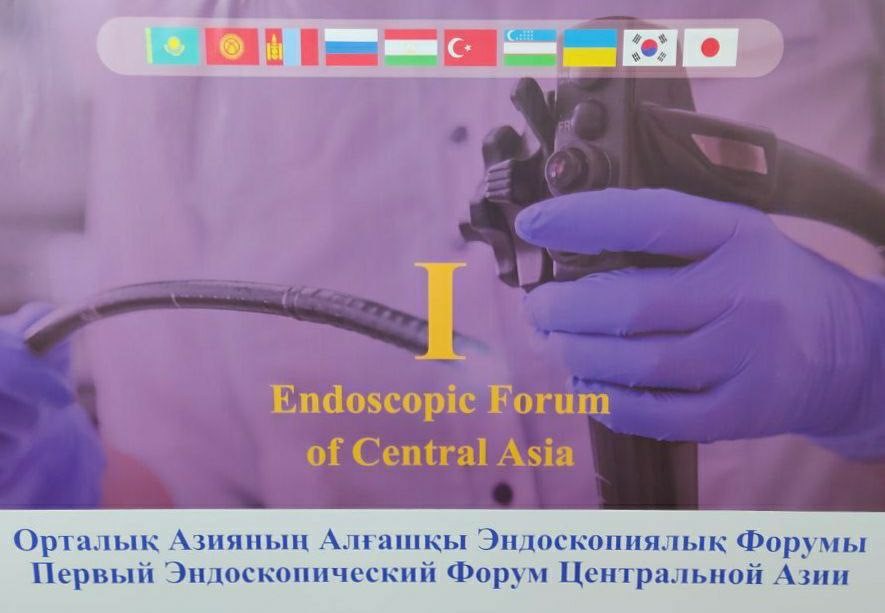 I
Endoscopic Forum
of Central Asia
Орталық Азияның Алғашқы Эндоскопиялық Форумы
Первый Эндоскопический Форум Центральной Азии